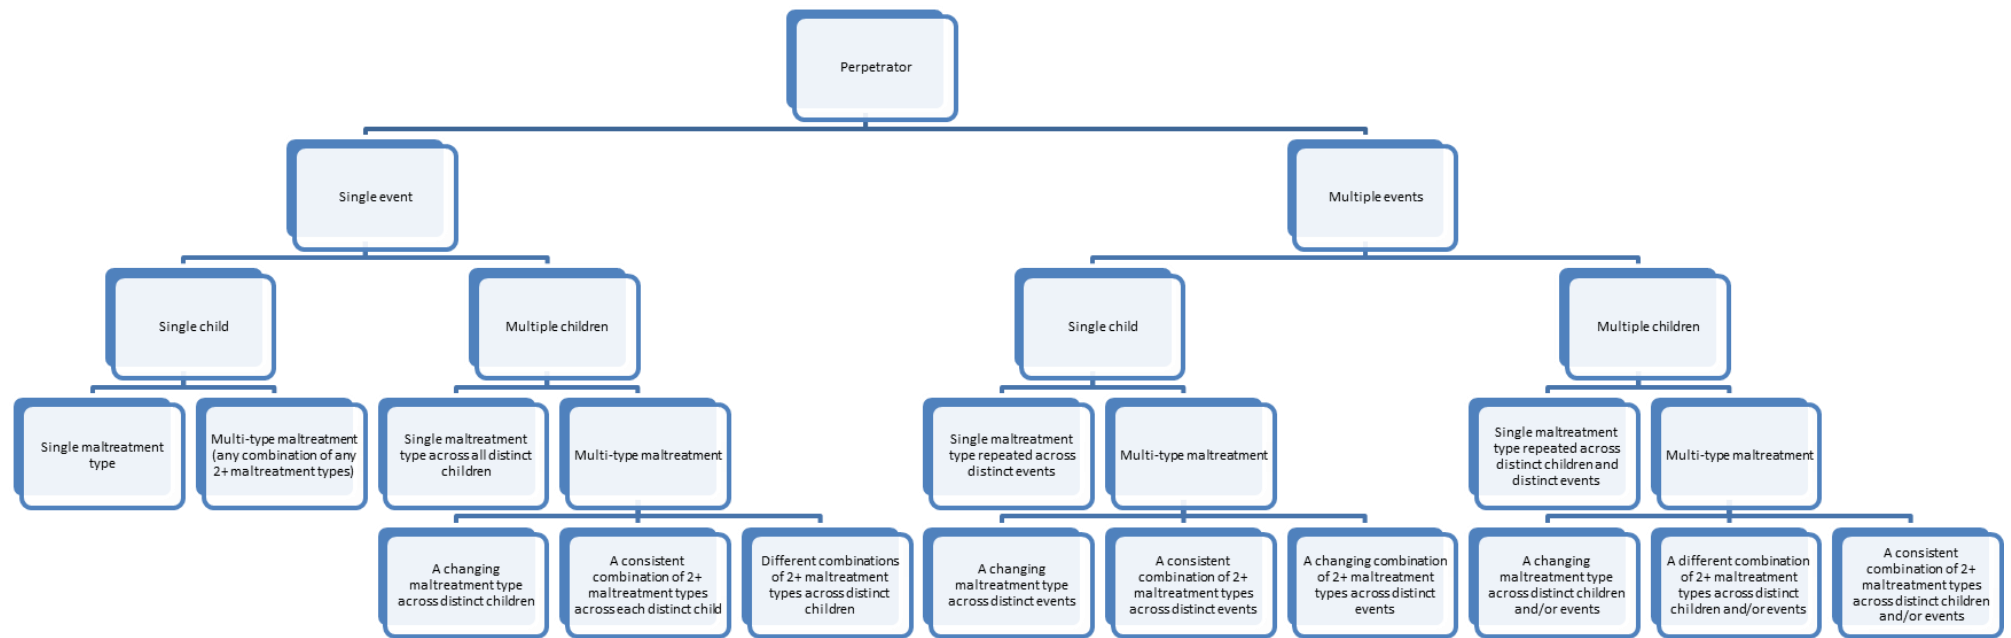 Perpetrator
Single event
Multiple events
Single child
Multiple children
Single child
Multiple children
Single maltreatment
type
Multi-type maltreatment
(any combination of any
2+ maltreatment types)
Single maltreatment
type across all distinct
children
Multi-type maltreatment
Single maltreatment
type repeated across
distinct events
Multi-type maltreatment
Single maltreatment
type repeated across
distinct children and
distinct events
Multi-type maltreatment
A changing
maltreatment type
across distinct children
A consistent
combination of 2+
maltreatment types
across each distinct child
Different combinations
of 2+ maltreatment
types across distinct
children
A changing
maltreatment type
across distinct events
A consistent
combination of 2+
maltreatment types
across distinct events
A changing combination
of 2+ maltreatment
types across distinct
events
A changing
maltreatment type
across distinct children
and/or events
A different combination
of 2+ maltreatment
types across distinct
children and/or events
A consistent
combination of 2+
maltreatment types
across distinct children
and/or events